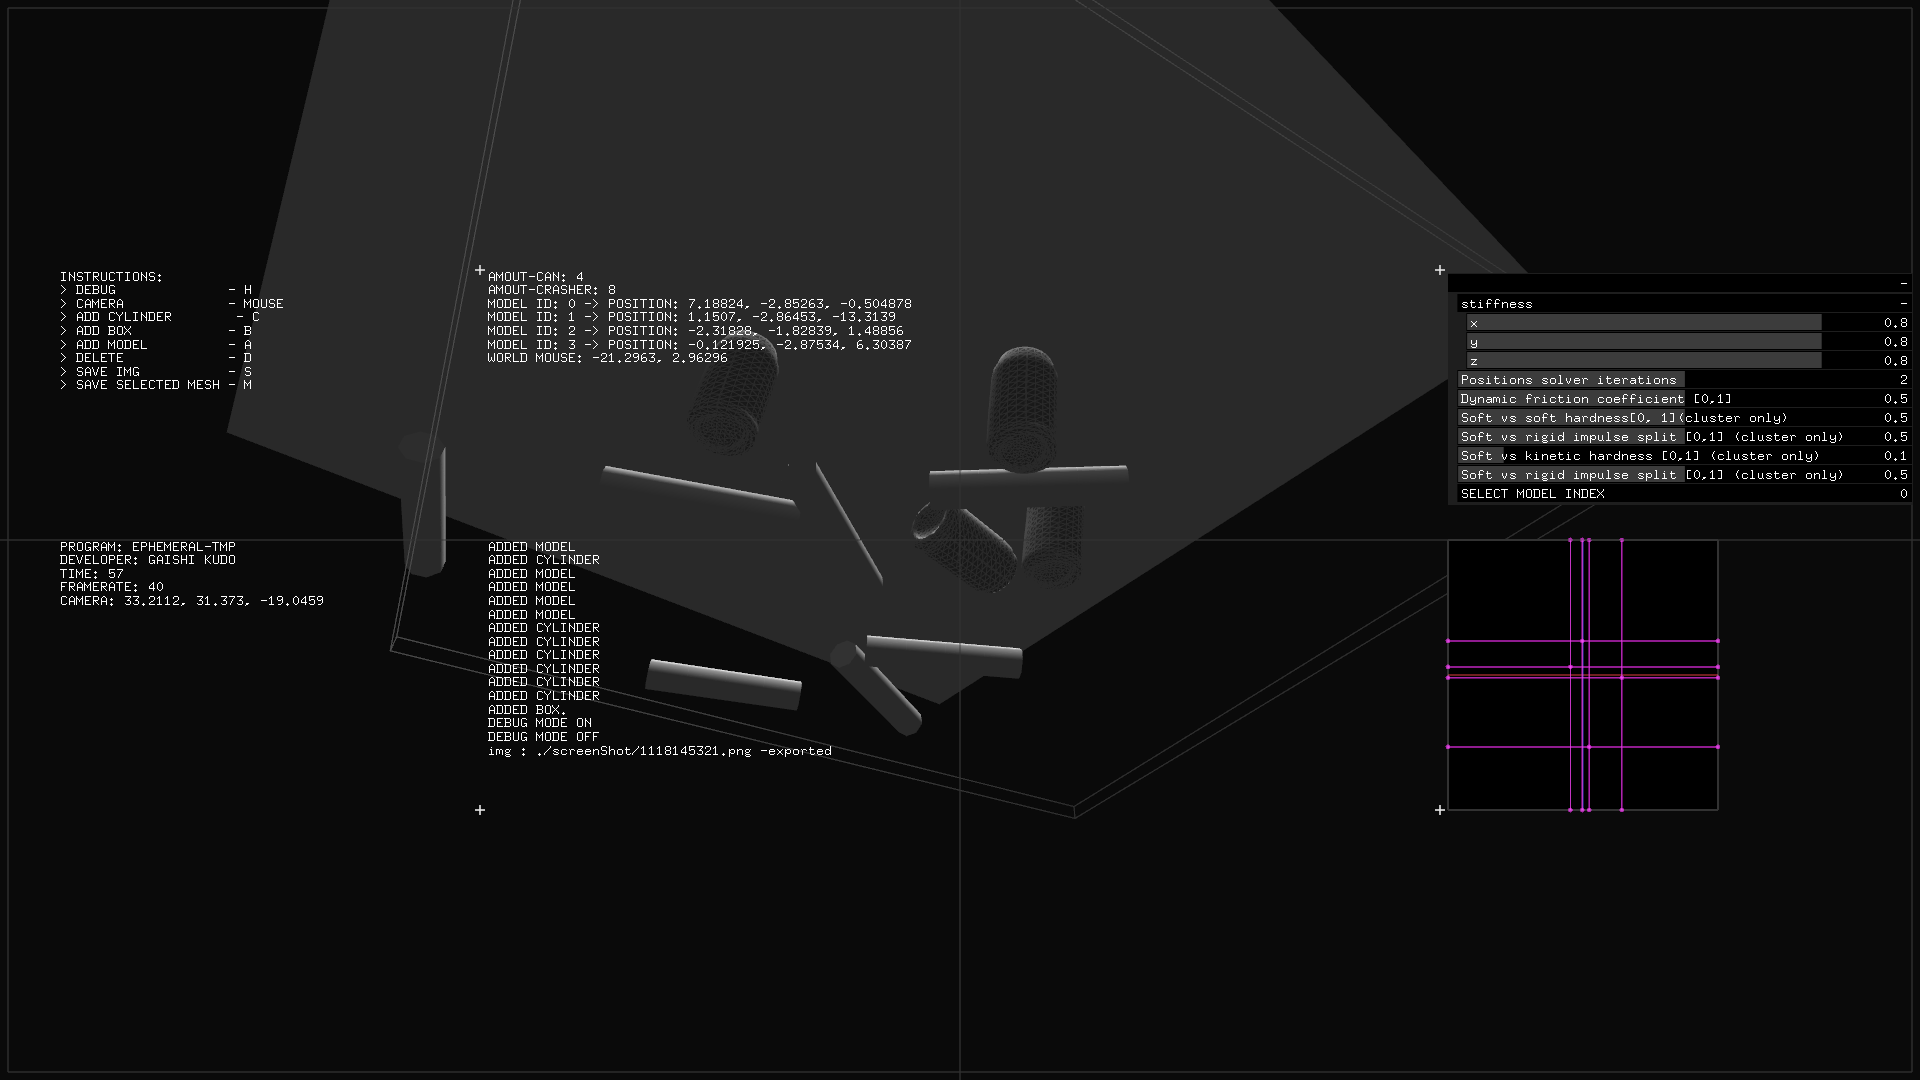 INSTRUCTIONS:
> DEBUG - H
> CAMERA - MOUSE
> ADD CYLINDER - C
> ADD BOX - B
> ADD MODEL - A
> DELETE - D
> SAVE IMG - S
> SAVE SELECTED MESH - M
AMOUT-CAN: 4
AMOUT-CRASHER: 8
MODEL ID: 0 -> POSITION: 7.18824, -2.85263, -0.504878
MODEL ID: 1 -> POSITION: 1.1507, -2.86453, -13.3139
MODEL ID: 2 -> POSITION: -2.31828, -1.82839, 1.48856
MODEL ID: 3 -> POSITION: -0.121925, -2.87534, 6.30387
WORLD MOUSE: -21.2963, 2.96296
-
stiffness -
x 0.8
y 0.8
z 0.8
Positions solver iterations 2
Dynamic friction coefficient [0,1] 0.5
Soft vs soft hardness[0, 1](cluster only) 0.5
Soft vs rigid impulse split [0,1] (cluster only) 0.5
Soft vs kinetic hardness [0,1] (cluster only) 0.1
Soft vs rigid impulse split [0,1] (cluster only) 0.5
SELECT MODEL INDEX 0
PROGRAM: EPHEMERAL-TMP
DEVELOPER: GAISHI KUDO
TIME: 57
FRAMERATE: 40
CAMERA: 33.2112, 31.373, -19.0459
ADDED MODEL
ADDED CYLINDER
ADDED MODEL
ADDED MODEL
ADDED MODEL
ADDED MODEL
ADDED CYLINDER
ADDED CYLINDER
ADDED CYLINDER
ADDED CYLINDER
ADDED CYLINDER
ADDED CYLINDER
ADDED BOX.
DEBUG MODE ON
DEBUG MODE OFF
img : ./screenShot/1118145321.png -exported